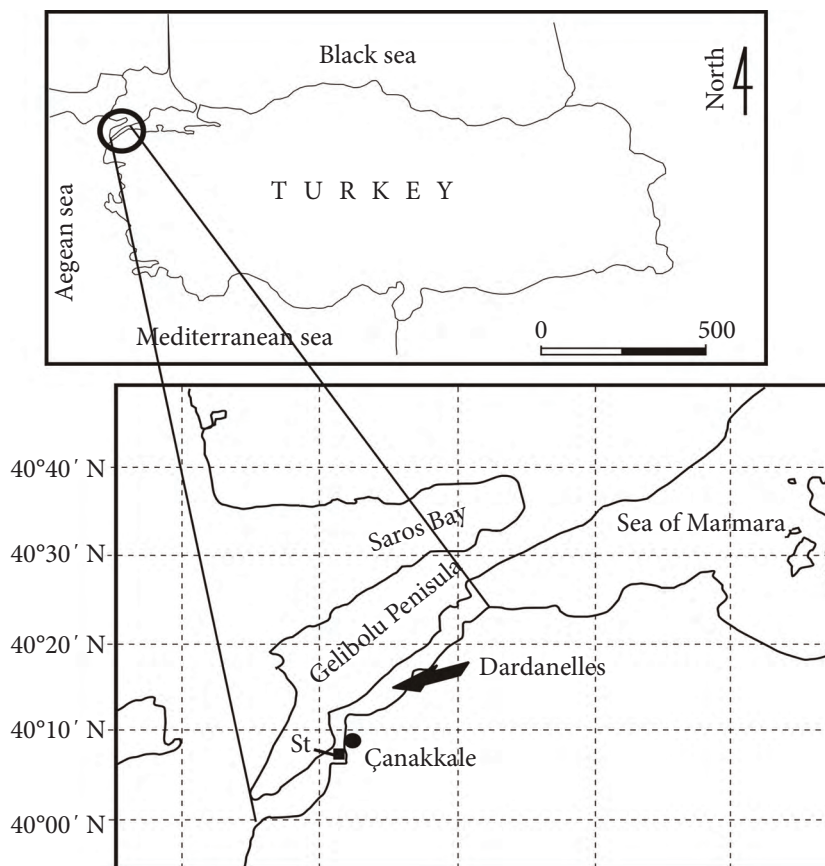 Black sea
North
Aegean sea
T U R K E Y
Mediterranean sea
0 500
40°40′ N
Saros Bay
Sea of Marmara
40°30′ N
Gelibolu Penisula
40°20′ N
Dardanelles
40°10′ N
St
Çanakkale
40°00′ N